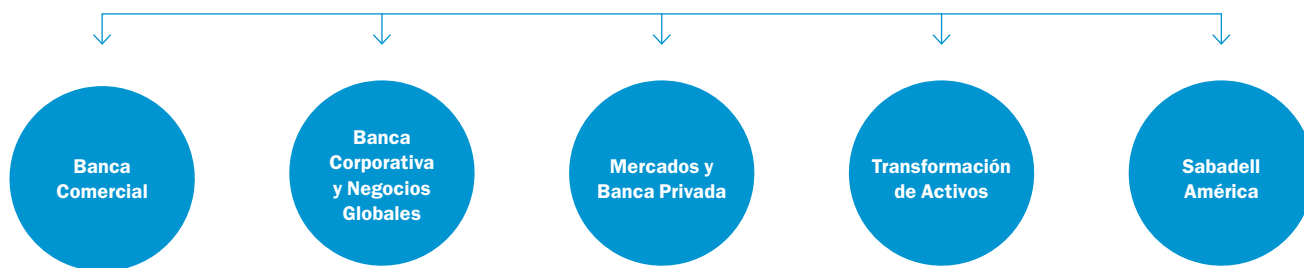 Banca
Comercial
Banca
Corporativa
y Negocios
Globales
Mercados y
Banca Privada
Transformación
de Activos
Sabadell
América